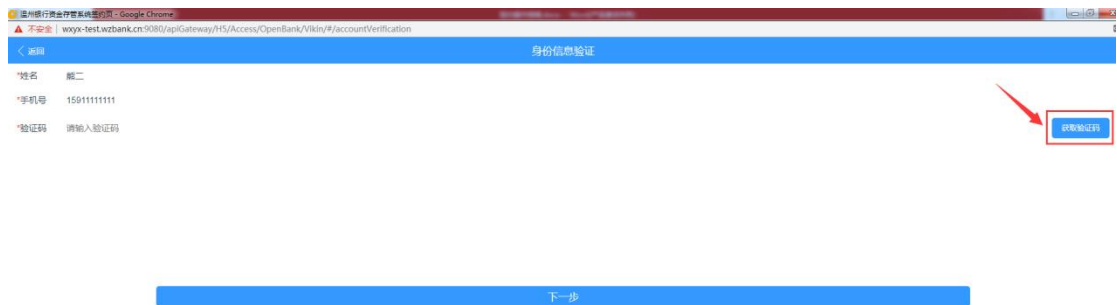 温州银行资金存管系统签约页 - Google Chrome
不安全 | wxyx-test.wzbank.cn:9080/apiGateway/H5/Access/OpenBank/Vikin/#/accountVerification
返回 身份信息验证
*姓名 熊二
*手机号 15911111111
*验证码 请输入验证码 获取验证码
下一步